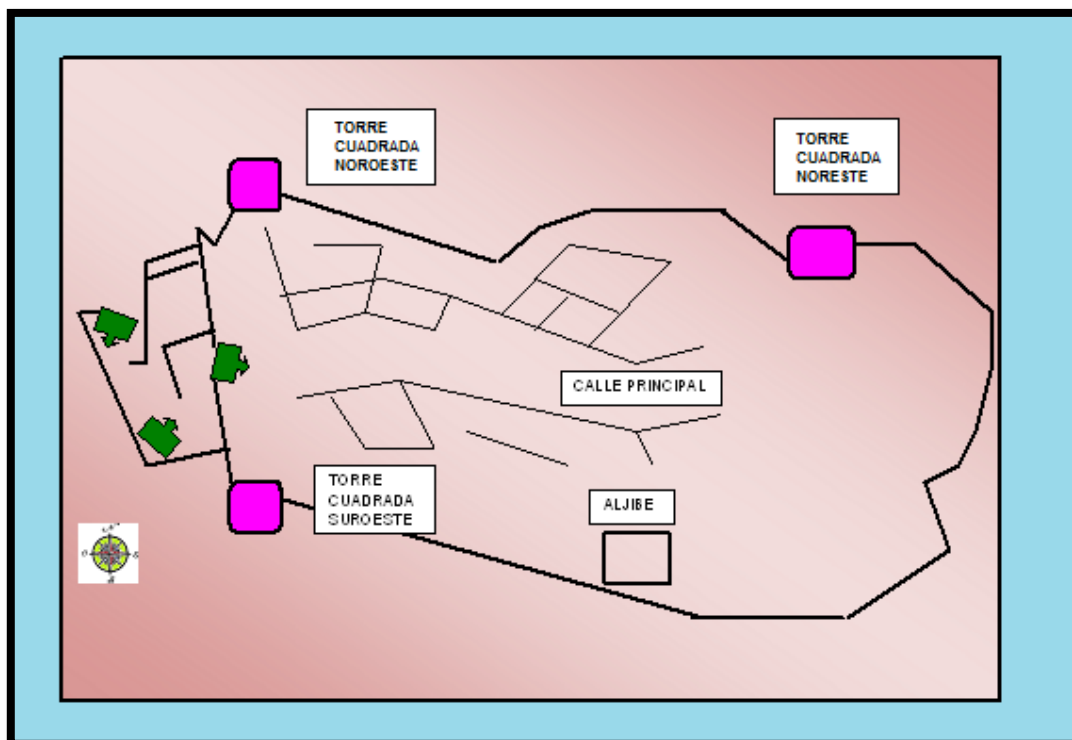 TORRE
CUADRADA
NOROESTE
TORRE
CUADRADA
NORESTE
CALLE PRINCIPAL
TORRE
CUADRADA
SUROESTE
ALJIBE